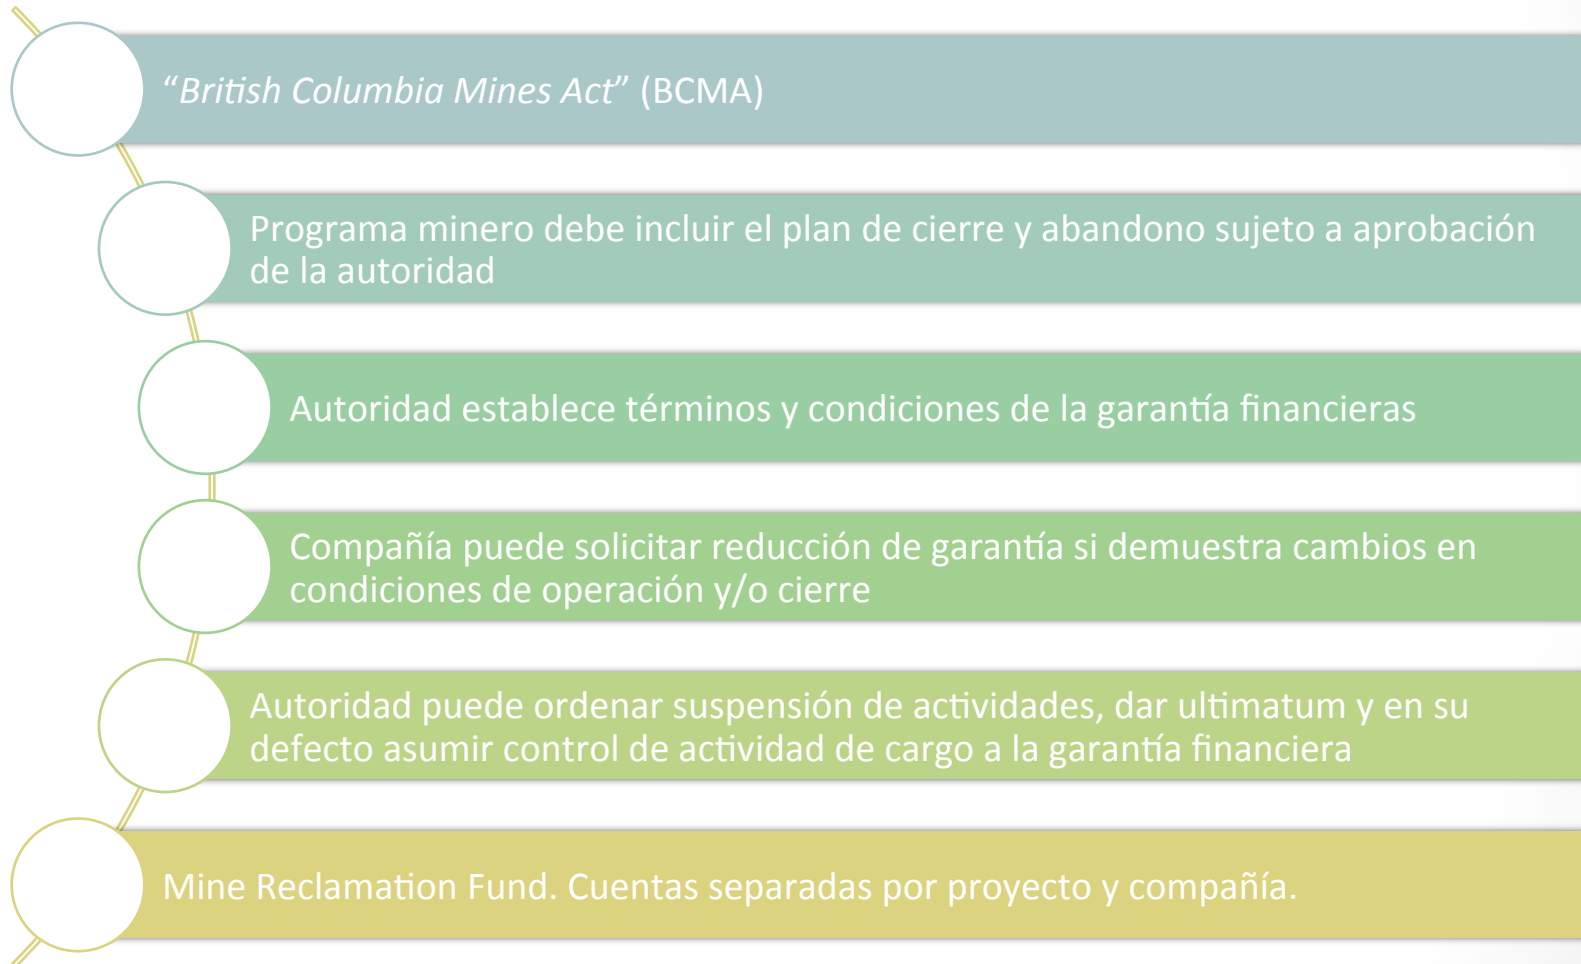 “British Columbia Mines Act” (BCMA)
Programa minero debe incluir el plan de cierre y abandono sujeto a aprobación
de la autoridad
Autoridad establece términos y condiciones de la garantía financieras
Compañía puede solicitar reducción de garantía si demuestra cambios en
condiciones de operación y/o cierre
Autoridad puede ordenar suspensión de actividades, dar ultimatum y en su
defecto asumir control de actividad de cargo a la garantía financiera
Mine Reclamation Fund. Cuentas separadas por proyecto y compañía.